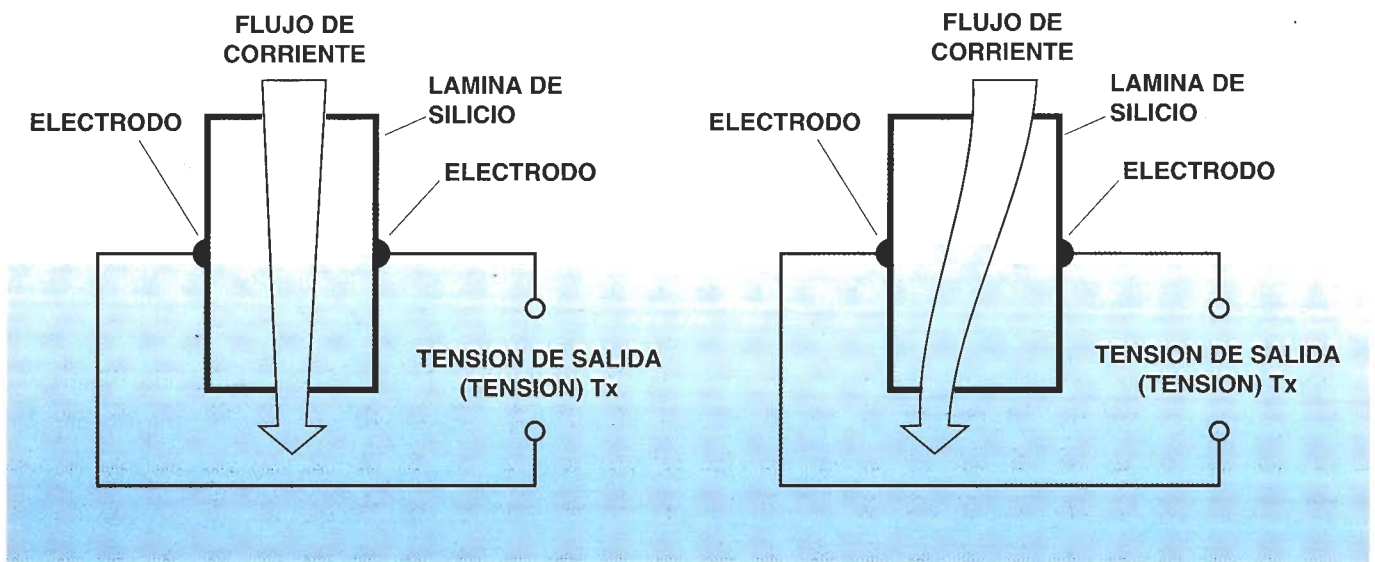 FLUJO DE
CORRIENTE
LAMINA DE
SILICIO
ELECTRODO
ELECTRODO
TENSION DE SALIDA
(TENSION) Tx
FLUJO DE
CORRIENTE
LAMINA DE
SILICIO
ELECTRODO
ELECTRODO
TENSION DE SALIDA
(TENSION) Tx